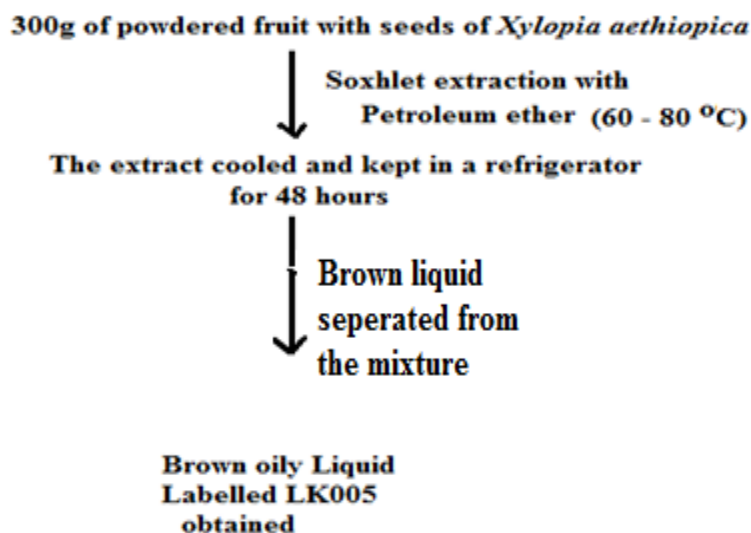 300g of powdered fruit with seeds of Xylopia aethiopica
Soxhlet extraction with
Petroleum ether (60 - 80 ⁰C)
The extract cooled and kept in a refrigerator
for 48 hours
Brown liquid
seperated from
the mixture
Brown oily Liquid
Labelled LK005
obtained